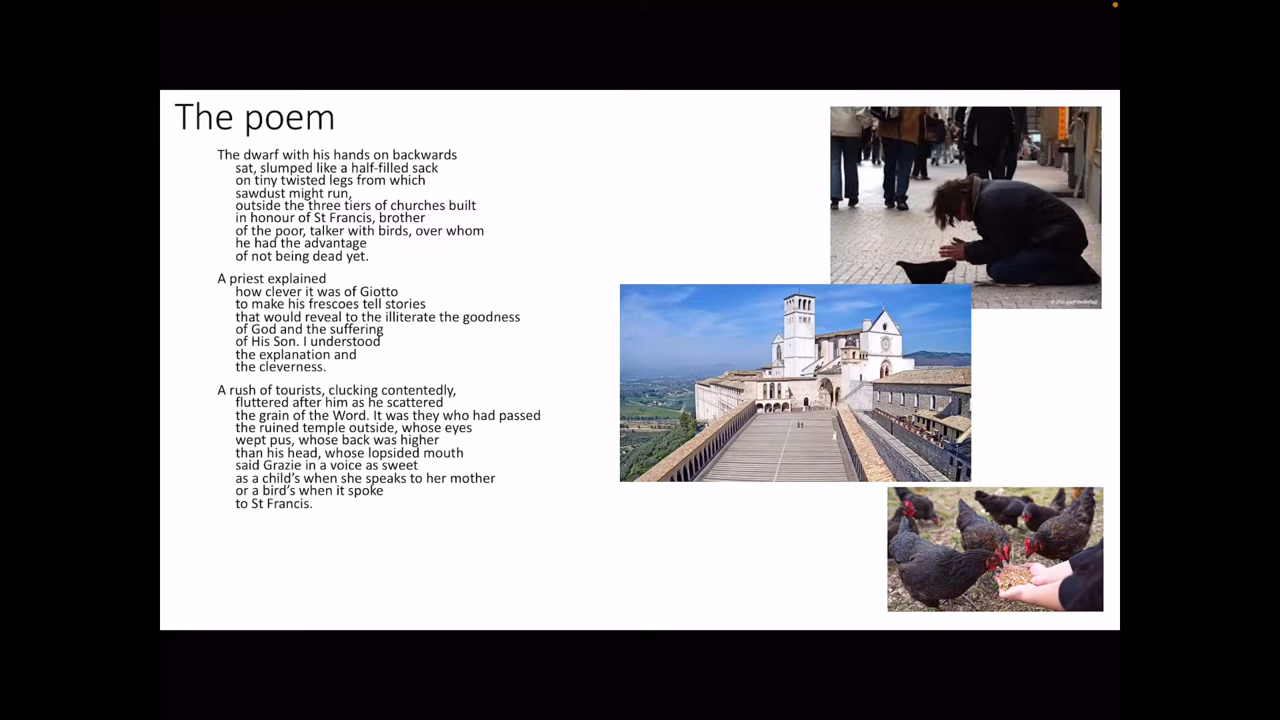 The poem
The dwarf with his hands on backwards
sat, slumped like a half-filled sack
on tiny twisted legs from which
sawdust might run,
outside the three tiers of churches built
in honour of St Francis, brother
of the poor, talker with birds, over whom
he had the advantage
of not being dead yet.
A priest explained
how clever it was of Giotto
to make his frescoes tell stories
that would reveal to the illiterate the goodness
of God and the suffering
of His Son. I understood
the explanation and
the cleverness.
A rush of tourists, clucking contentedly,
fluttered after him as he scattered
the grain of the Word. It was they who had passed
the ruined temple outside, whose eyes
wept pus, whose back was higher
than his head, whose lopsided mouth
said Grazie in a voice as sweet
as a child's when she speaks to her mother
or a bird's when it spoke
to St Francis.